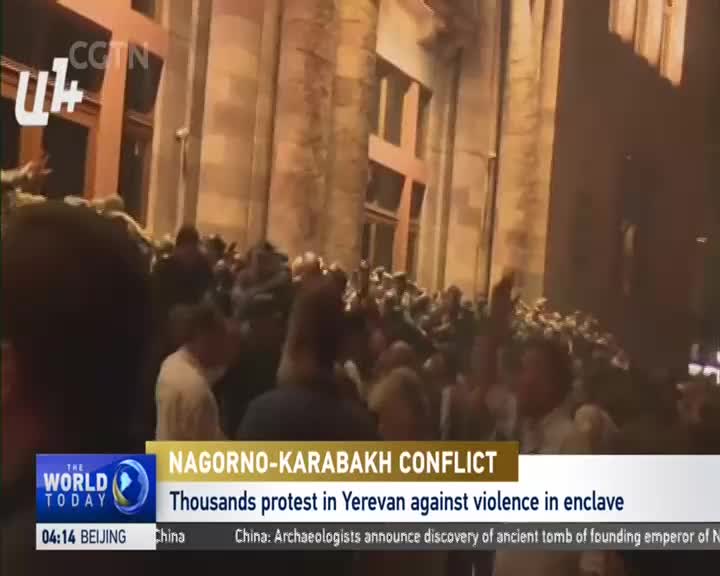 CGTN
ԱԿ
NAGORNO-KARABAKH CONFLICT
THE
WORLD
TODAY
Thousands protest in Yerevan against violence in enclave
04:14 BEIJING
China
China: Archaeologists announce discovery of ancient tomb of founding emperor of N